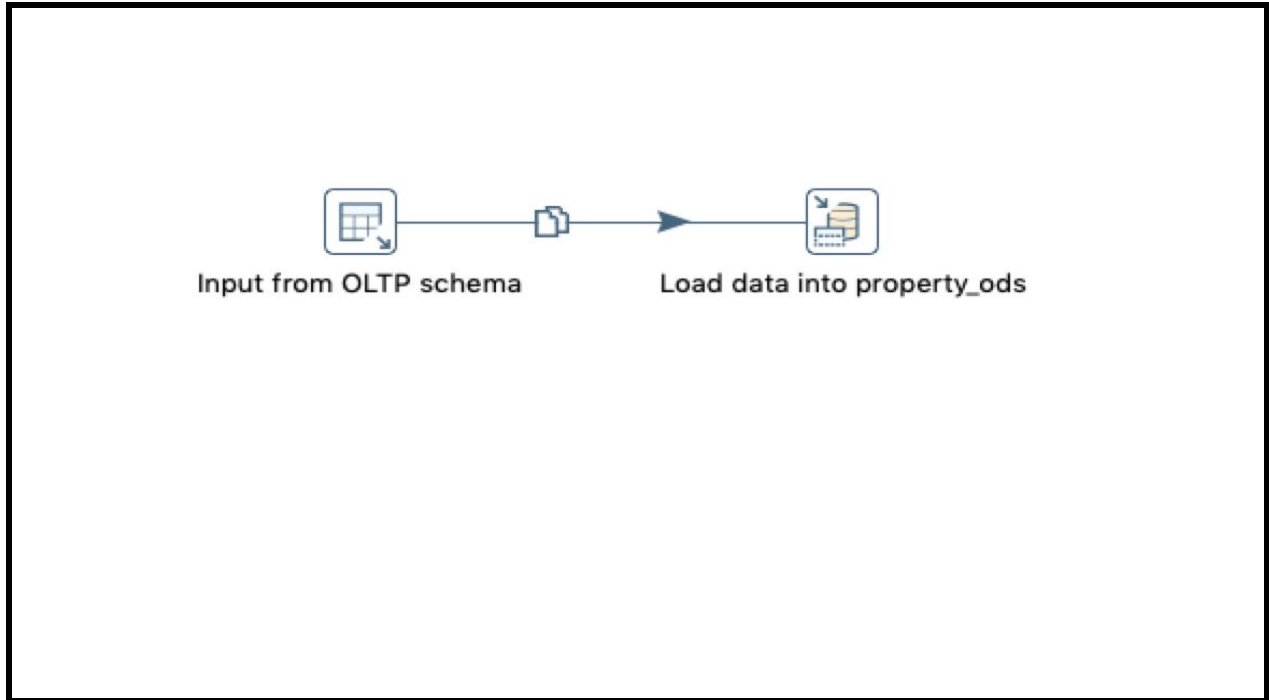 Input from OLTP schema
Load data into property_ods